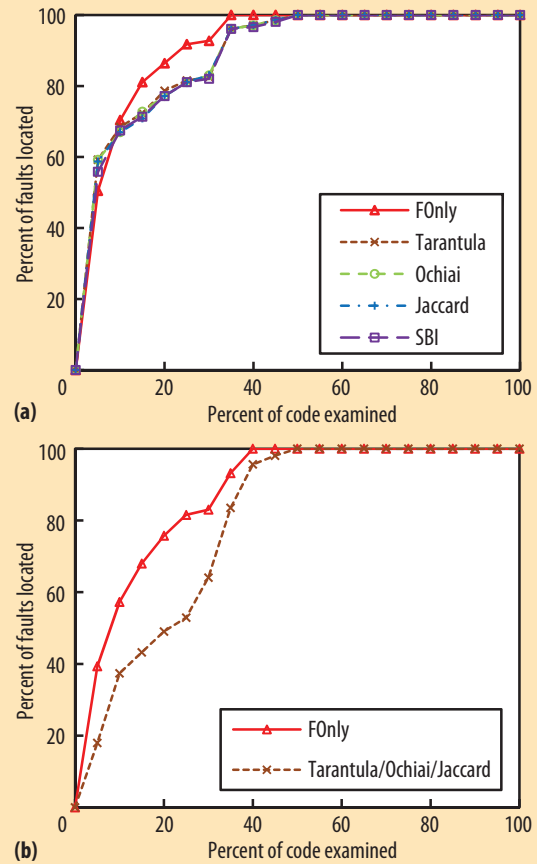 100
80
60
40
20
0
Percent of faults located
FOnly
Tarantula
Ochiai
Jaccard
SBI
20 40 60 80 100
Percent of code examined
(a)
100
80
60
40
20
0
Percent of faults located
FOnly
Tarantula/Ochiai/Jaccard
20 40 60 80 100
Percent of code examined
(b)